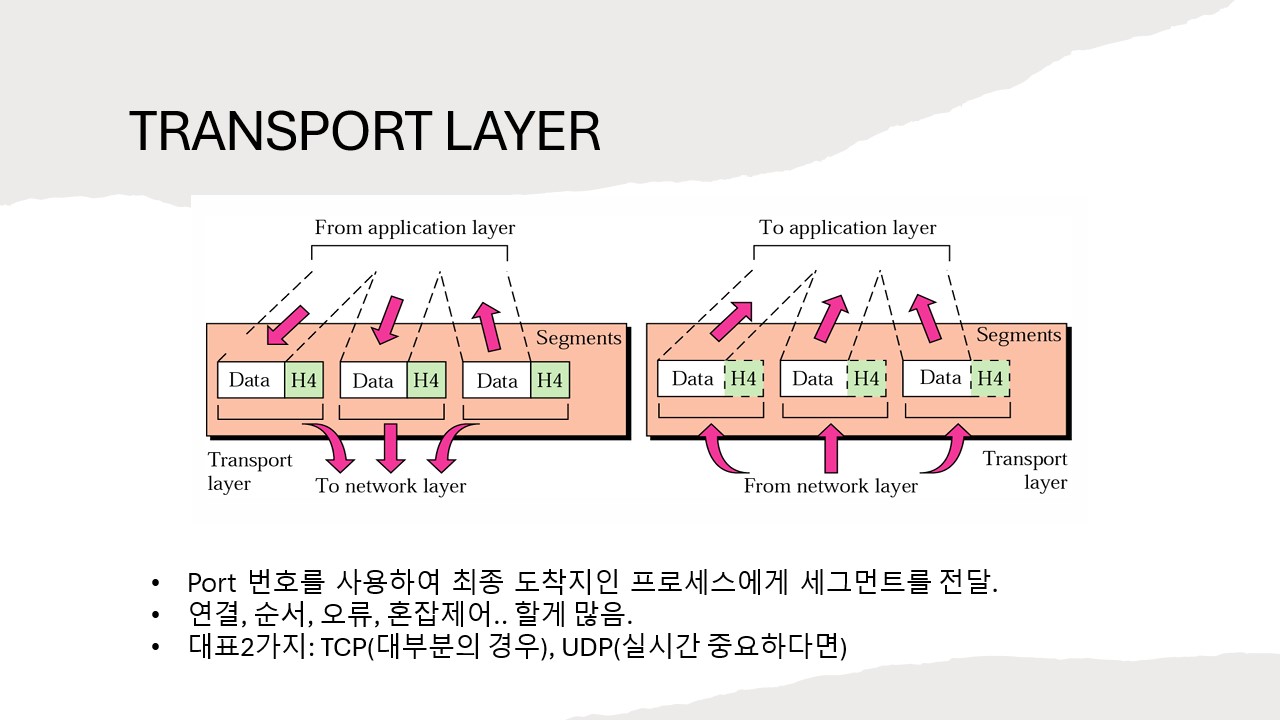 TRANSPORT LAYER
From application layer
Segments
Data H4 Data H4 Data H4
Transport
layer
To network layer
To application layer
Segments
Data H4 Data H4 Data H4
From network layer
Transport
layer
• Port 번호를 사용하여 최종 도착지인 프로세스에게 세그먼트를 전달.
• 연결, 순서, 오류, 혼잡제어.. 할게 많음.
• 대표2가지: TCP(대부분의 경우), UDP(실시간 중요하다면)